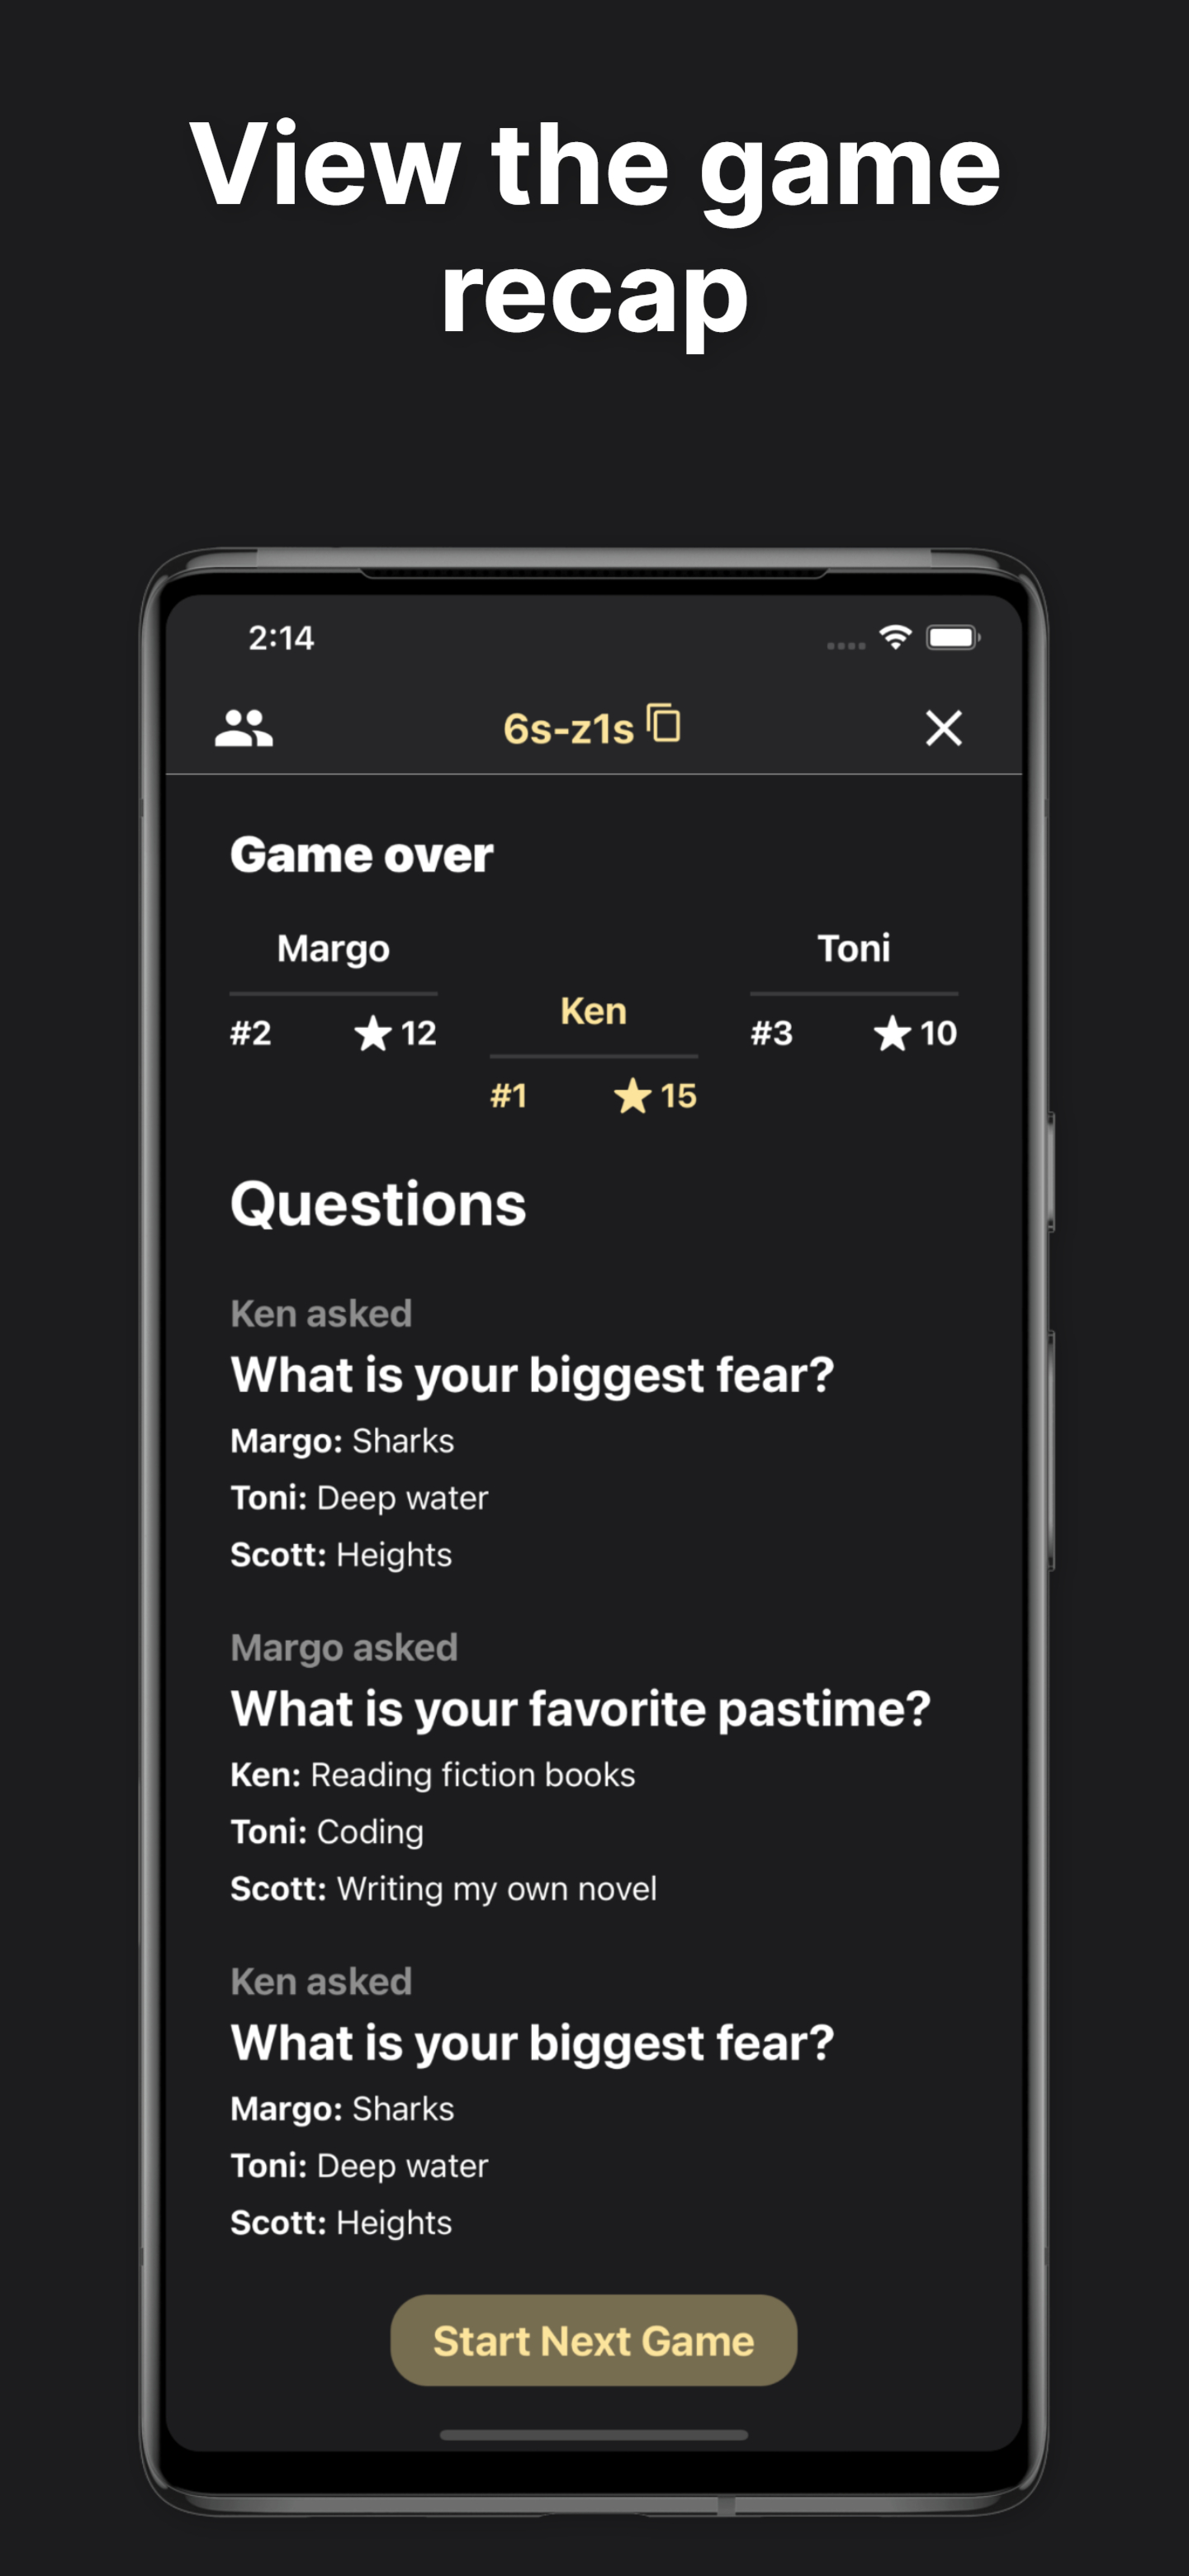 View the game
recap
2:14
6s-z1s
Game over
Margo
Toni
Ken
#2 12
#3 10
#1 15
Questions
Ken asked
What is your biggest fear?
Margo: Sharks
Toni: Deep water
Scott: Heights
Margo asked
What is your favorite pastime?
Ken: Reading fiction books
Toni: Coding
Scott: Writing my own novel
Ken asked
What is your biggest fear?
Margo: Sharks
Toni: Deep water
Scott: Heights
Start Next Game